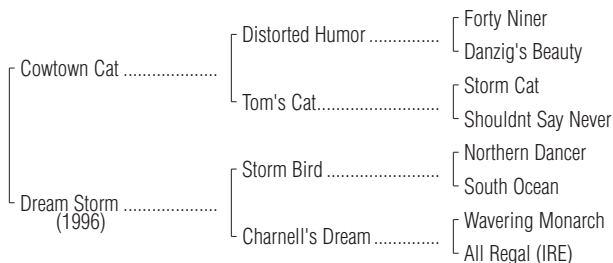 Forty Niner
Distorted Humor ................
Danzig's Beauty
Cowtown Cat ....................
Storm Cat
Tom's Cat..........................
Shouldnt Say Never
Northern Dancer
Storm Bird ........................
South Ocean
Dream Storm ....................
(1996)
Wavering Monarch
Charnell's Dream ..............
All Regal (IRE)